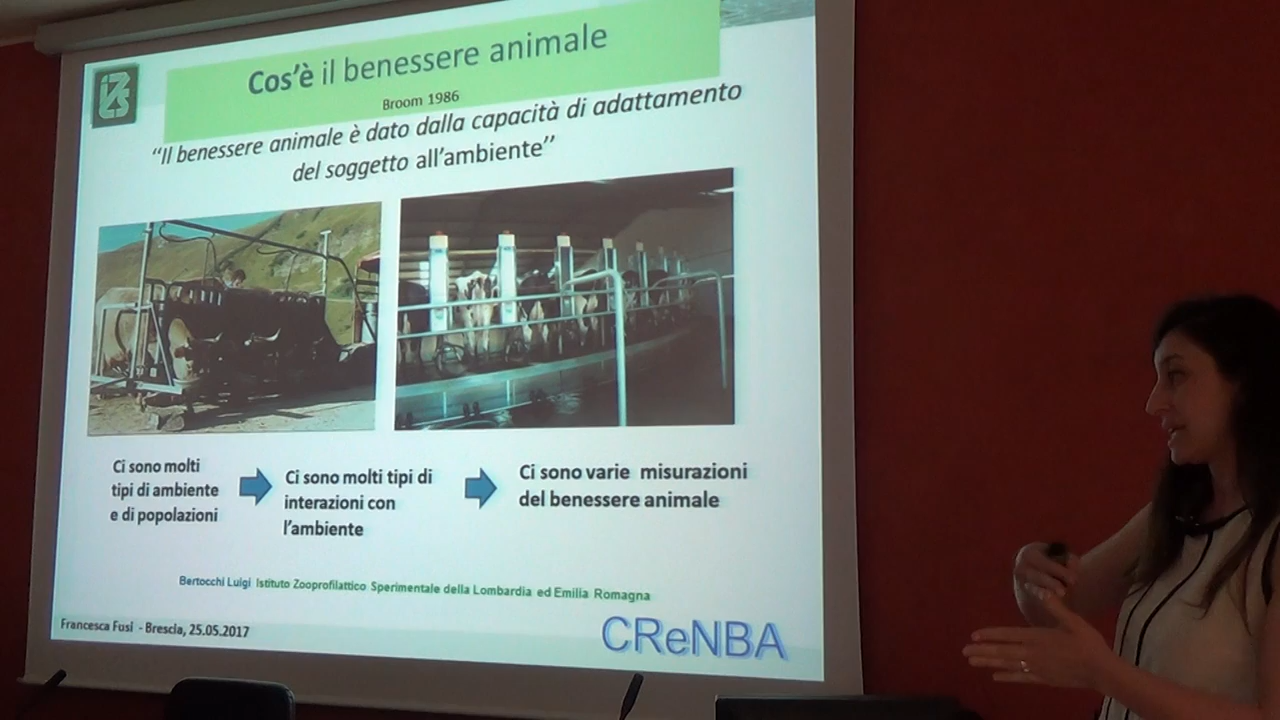 IZS
Cos'è il benessere animale
Broom 1986
“Il benessere animale è dato dalla capacità di adattamento
del soggetto all'ambiente”
Ci sono molti
tipi di ambiente
e di popolazioni
Ci sono molti tipi di
interazioni con
l'ambiente
Ci sono varie misurazioni
del benessere animale
Bertocchi Luigi Istituto Zooprofilattico Sperimentale della Lombardia ed Emilia Romagna
Francesca Fusi - Brescia, 25.05.2017
CReNBA